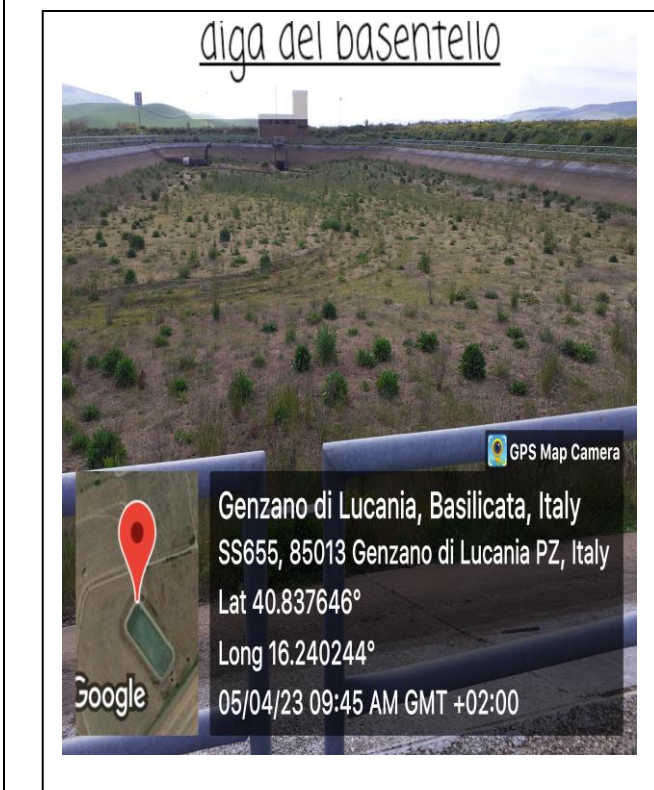 diga del basentello
GPS Map Camera
Genzano di Lucania, Basilicata, Italy
SS655, 85013 Genzano di Lucania PZ, Italy
Lat 40.837646°
Long 16.240244°
Google
05/04/23 09:45 AM GMT +02:00